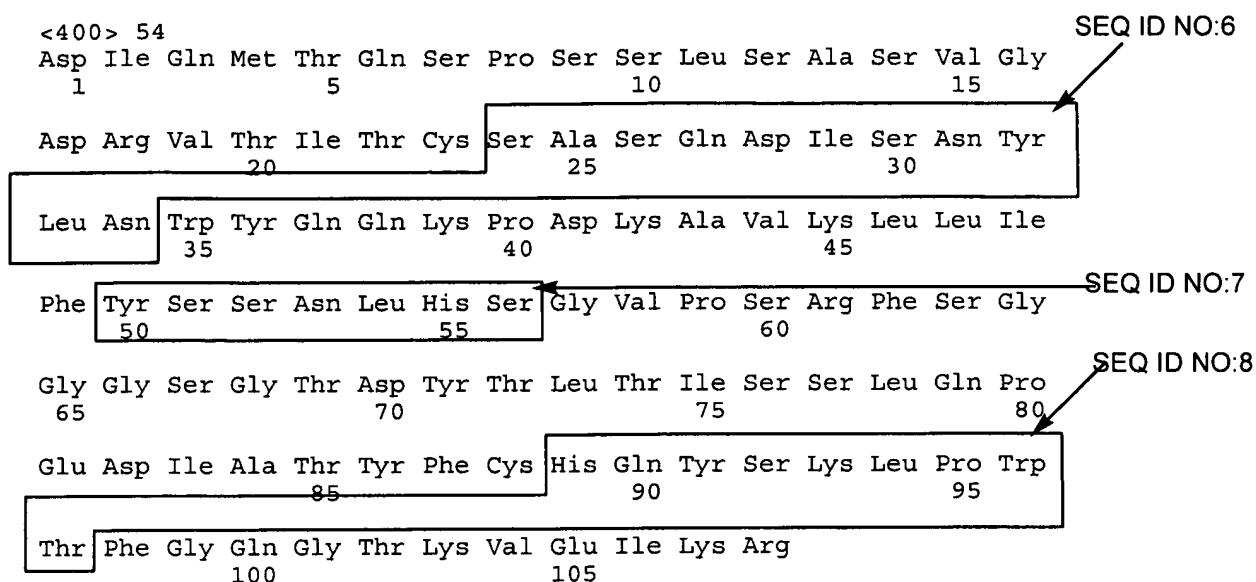 SEQ ID NO:6
<400> 54
Asp Ile Gln Met Thr Gln Ser Pro Ser Ser Leu Ser Ala Ser Val Gly
1 5 10 15
Asp Arg Val Thr Ile Thr Cys Ser Ala Ser Gln Asp Ile Ser Asn Tyr
20 25 30
Leu Asn Trp Tyr Gln Gln Lys Pro Asp Lys Ala Val Lys Leu Leu Ile
35 40 45
Phe Tyr Ser Ser Asn Leu His Ser Gly Val Pro Ser Arg Phe Ser Gly
SEQ ID NO:7
50 55 60
SEQ ID NO:8
Gly Gly Ser Gly Thr Asp Tyr Thr Leu Thr Ile Ser Ser Leu Gln Pro
65 70 75 80
Glu Asp Ile Ala Thr Tyr Phe Cys His Gln Tyr Ser Lys Leu Pro Trp
85 90 95
Thr Phe Gly Gln Gly Thr Lys Val Glu Ile Lys Arg
100 105